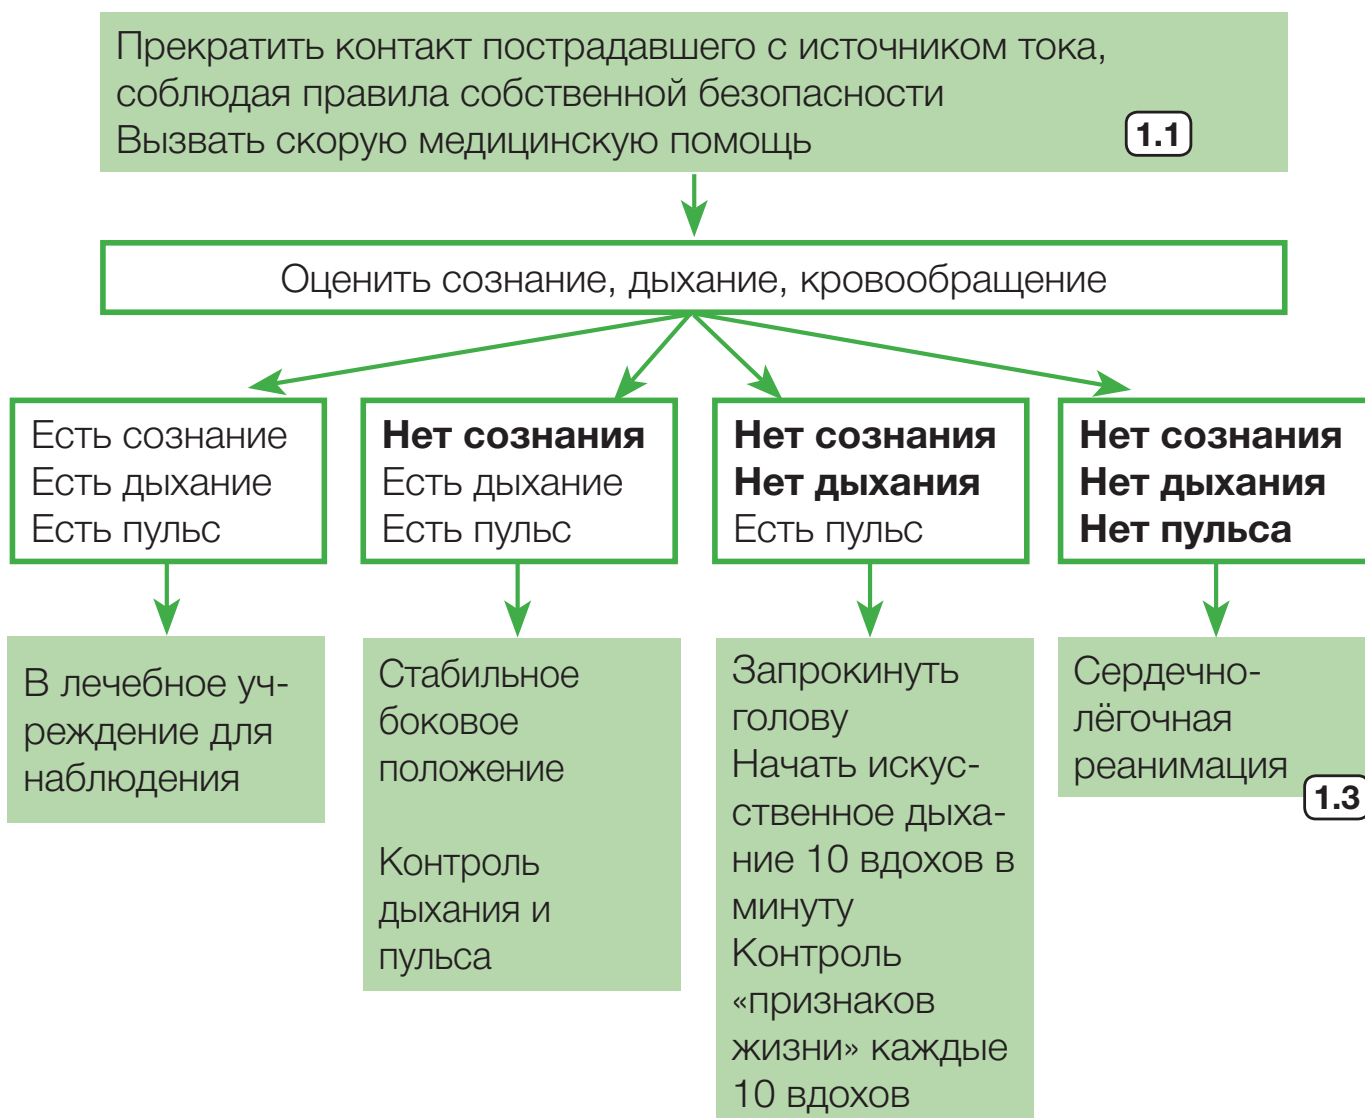 Прекратить контакт пострадавшего с источником тока,
соблюдая правила собственной безопасности
Вызвать скорую медицинскую помощь
1.1
Оценить сознание, дыхание, кровообращение
Есть сознание
Есть дыхание
Есть пульс
Нет сознания
Есть дыхание
Есть пульс
Нет сознания
Нет дыхания
Есть пульс
Нет сознания
Нет дыхания
Нет пульса
В лечебное уч-
реждение для
наблюдения
Стабильное
боковое
положение
Контроль
дыхания и
пульса
Запрокинуть
голову
Начать искус-
ственное дыха-
ние 10 вдохов в
минуту
Контроль
«признаков
жизни» каждые
10 вдохов
Сердечно-
лёгочная
реанимация
1.3